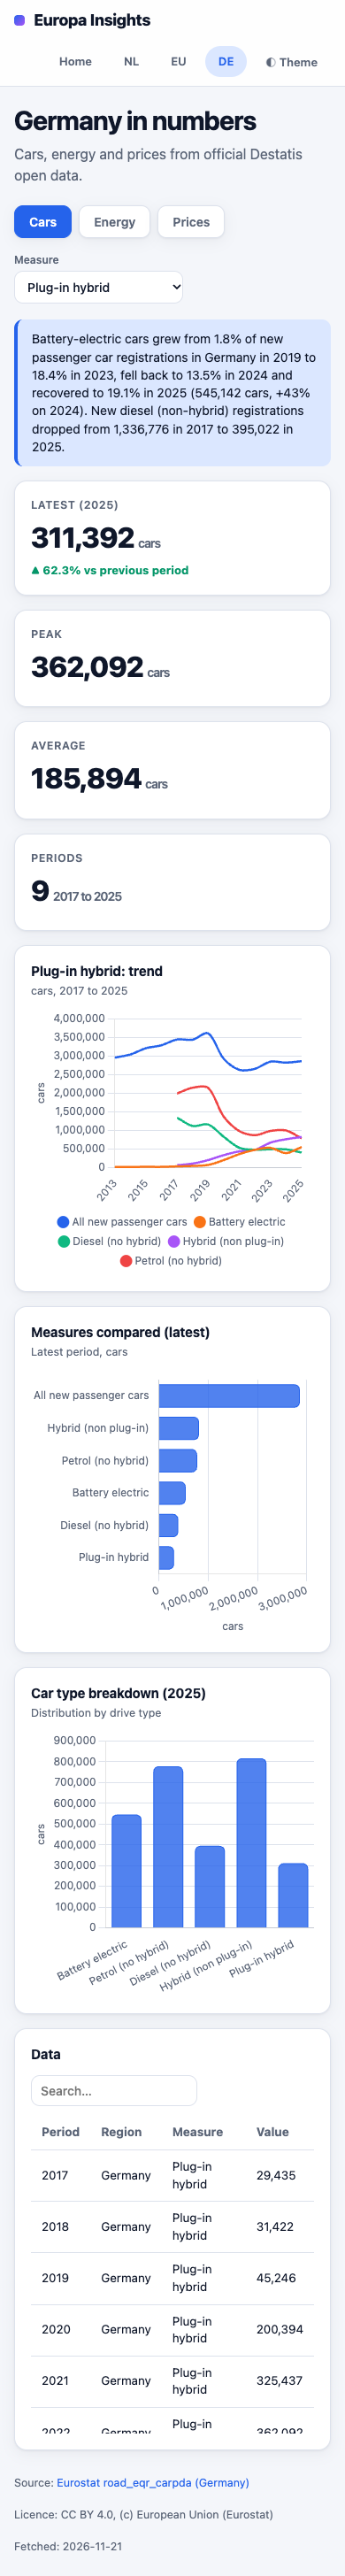 Europa Insights
Home NL EU DE Theme
Germany in numbers
Cars, energy and prices from official Destatis
open data.
Cars Energy Prices
Measure
Plug-in hybrid
Battery-electric cars grew from 1.8% of new
passenger car registrations in Germany in 2019 to
18.4% in 2023, fell back to 13.5% in 2024 and
recovered to 19.1% in 2025 (545,142 cars, +43%
on 2024). New diesel (non-hybrid) registrations
dropped from 1,336,776 in 2017 to 395,022 in
2025.
LATEST (2025)
311,392 cars
▲ 62.3% vs previous period
PEAK
362,092 cars
AVERAGE
185,894 cars
PERIODS
9 2017 to 2025
Plug-in hybrid: trend
cars, 2017 to 2025
4,000,000
3,500,000
3,000,000
2,500,000
2,000,000
1,500,000
1,000,000
500,000
0
cars
2013 2015 2017 2019 2021 2023 2025
All new passenger cars Battery electric
Diesel (no hybrid) Hybrid (non plug-in)
Petrol (no hybrid)
Measures compared (latest)
Latest period, cars
All new passenger cars
Hybrid (non plug-in)
Petrol (no hybrid)
Battery electric
Diesel (no hybrid)
Plug-in hybrid
0 1,000,000 2,000,000 3,000,000
cars
Car type breakdown (2025)
Distribution by drive type
900,000
800,000
700,000
600,000
500,000
400,000
300,000
200,000
100,000
0
cars
Battery electric Petrol (no hybrid) Diesel (no hybrid) Hybrid (non plug-in) Plug-in hybrid
Data
Search...
Period Region Measure Value
2017 Germany Plug-in hybrid 29,435
2018 Germany Plug-in hybrid 31,422
2019 Germany Plug-in hybrid 45,246
2020 Germany Plug-in hybrid 200,394
2021 Germany Plug-in hybrid 325,437
2022 Germany Plug-in 362,092
Source: Eurostat road_eqr_carpda (Germany)
Licence: CC BY 4.0, (c) European Union (Eurostat)
Fetched: 2026-11-21